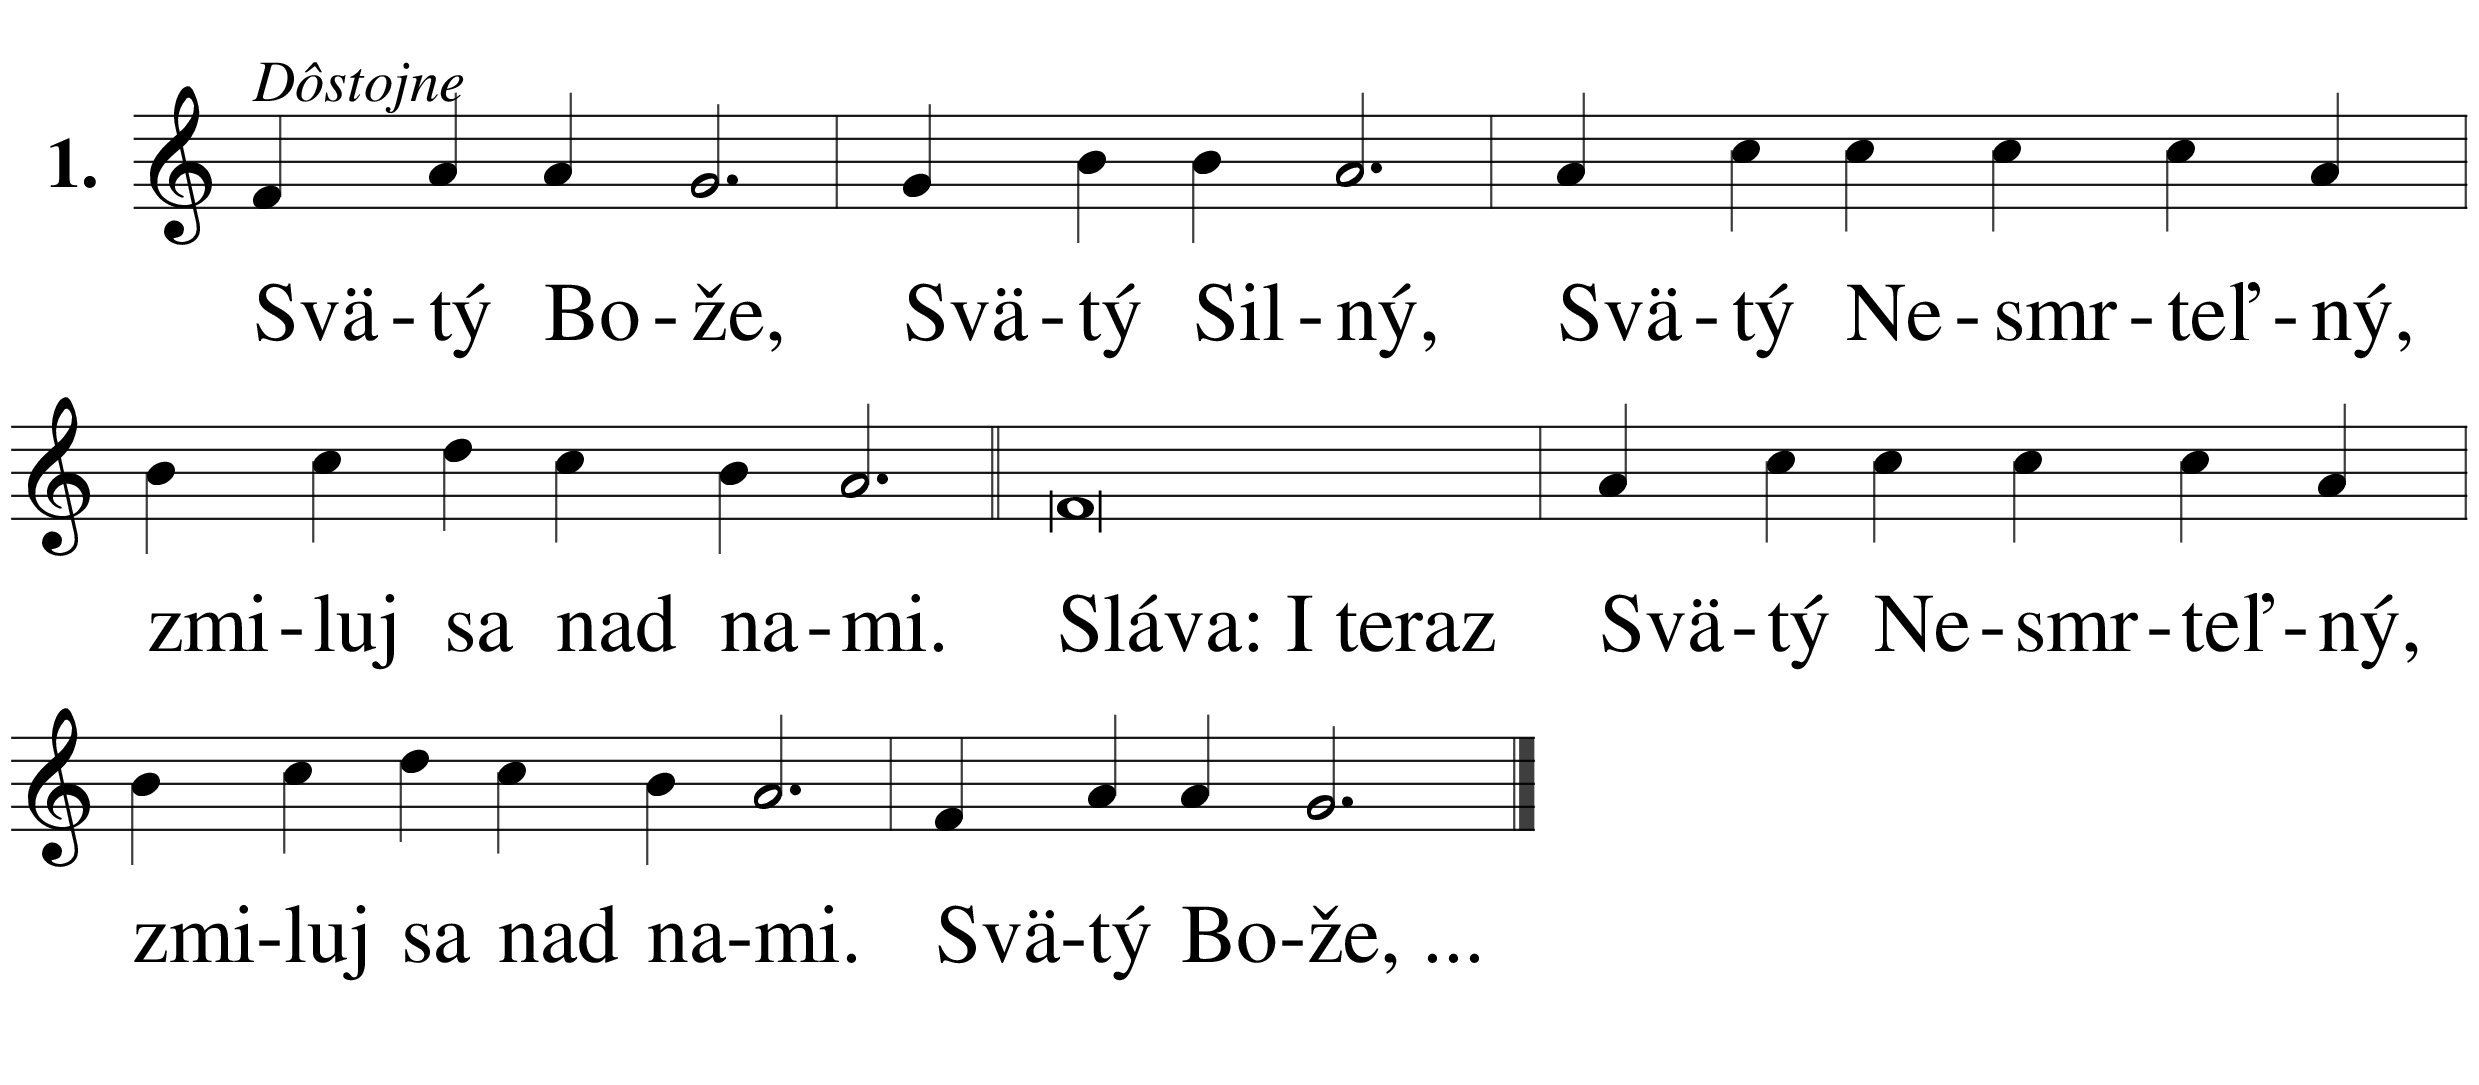 Dôstojne
1.
Svä-tý Bo-že, Svä-tý Sil-ný, Svä-tý Ne-smr-teľ-ný,
zmi-luj sa nad na-mi. Sláva: I teraz Svä-tý Ne-smr-teľ-ný,
zmi-luj sa nad na-mi. Svä-tý Bo-že, ...